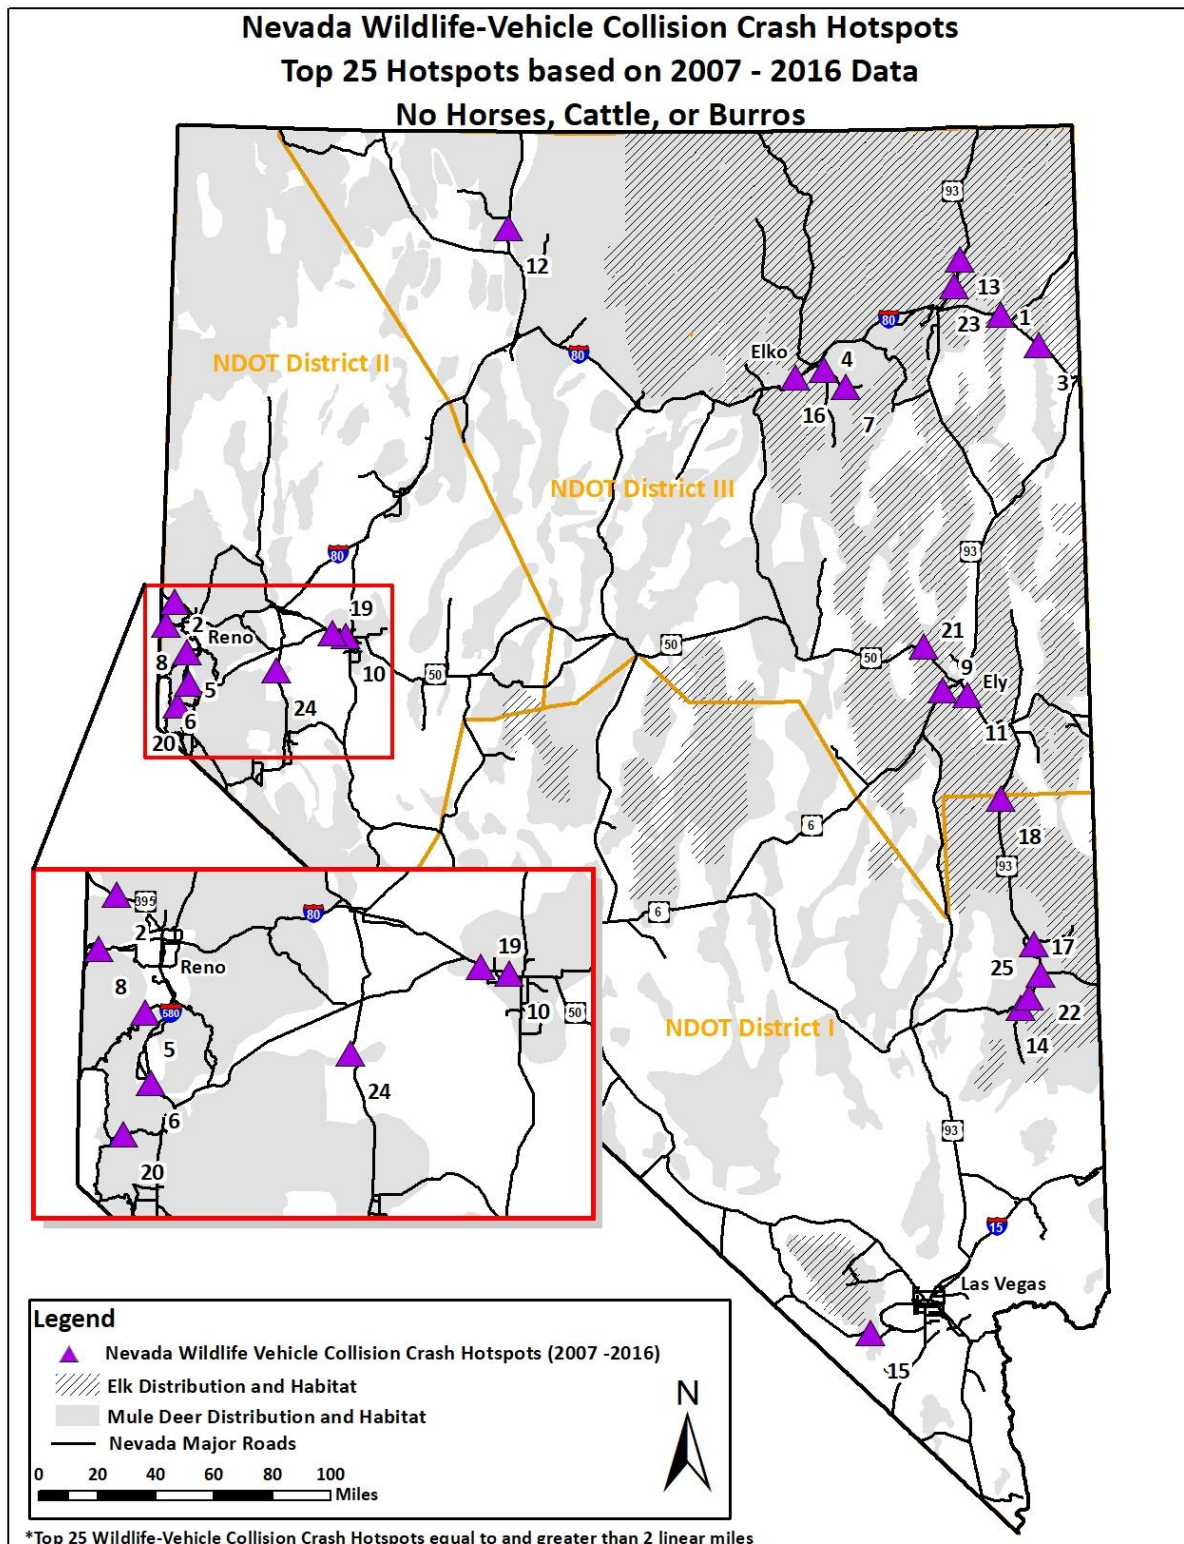 Nevada Wildlife-Vehicle Collision Crash Hotspots
Top 25 Hotspots based on 2007 - 2016 Data
No Horses, Cattle, or Burros
93
12
13
80
23
1
Elko
4
3
80
NDOT District II
16
7
NDOT District III
93
80
19
2
Reno
50
21
8
10
50
9
Ely
5
24
6
11
20
6
18
93
6
395
2
80
19
17
Reno
25
8
10
50
22
580
NDOT District I
14
5
24
6
93
20
15
Las Vegas
15
Legend
Nevada Wildlife Vehicle Collision Crash Hotspots (2007 -2016)
Elk Distribution and Habitat
Mule Deer Distribution and Habitat
Nevada Major Roads
N
0 20 40 60 80 100
Miles
*Top 25 Wildlife-Vehicle Collision Crash Hotspots equal to and greater than 2 linear miles